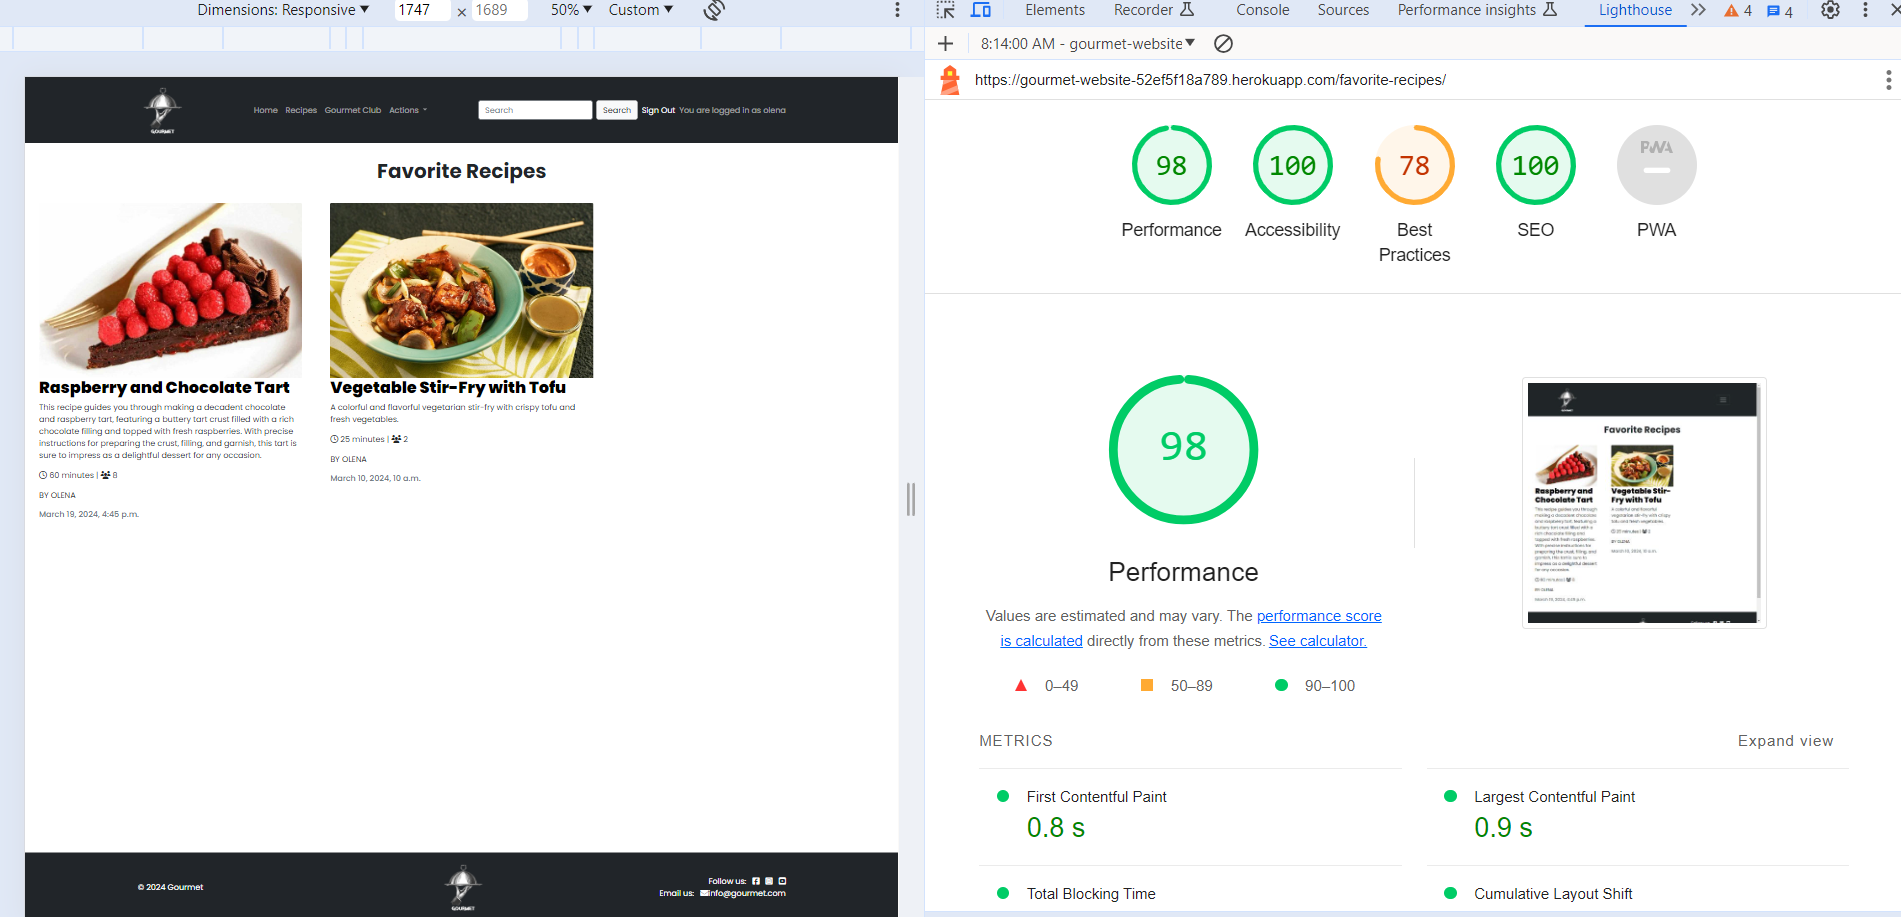 Dimensions: Responsive ▼ 1747 × 1689 50% ▼ Custom ▼
Elements Recorder Console Sources Performance insights Lighthouse 4 4
8:14:00 AM - gourmet-website ▼
https://gourmet-website-52ef5f18a789.herokuapp.com/favorite-recipes/
GOURMET
Home Recipes Gourmet Club Actions Search Search Sign Out You are logged in as olena
Favorite Recipes
Raspberry and Chocolate Tart
This recipe guides you through making a decadent chocolate
and raspberry tart, featuring a buttery tart crust filled with a rich
chocolate filling and topped with fresh raspberries. With precise
instructions for preparing the crust, filling, and garnish, this tart is
sure to impress as a delightful dessert for any occasion.
60 minutes | 8
BY OLENA
March 19, 2024, 4:45 p.m.
Vegetable Stir-Fry with Tofu
A colorful and flavorful vegetarian stir-fry with crispy tofu and
fresh vegetables.
25 minutes | 2
BY OLENA
March 10, 2024, 10 a.m.
© 2024 Gourmet
GOURMET
Follow us:
Email us: info@gourmet.com
98 100 78 100 PWA
Performance Accessibility Best Practices SEO PWA
98
Performance
Values are estimated and may vary. The performance score
is calculated directly from these metrics. See calculator.
0–49 50–89 90–100
Favorite Recipes
Raspberry and
Chocolate Tart
Vegetable Stir-
Fry with Tofu
METRICS Expand view
First Contentful Paint
0.8 s
Largest Contentful Paint
0.9 s
Total Blocking Time
Cumulative Layout Shift